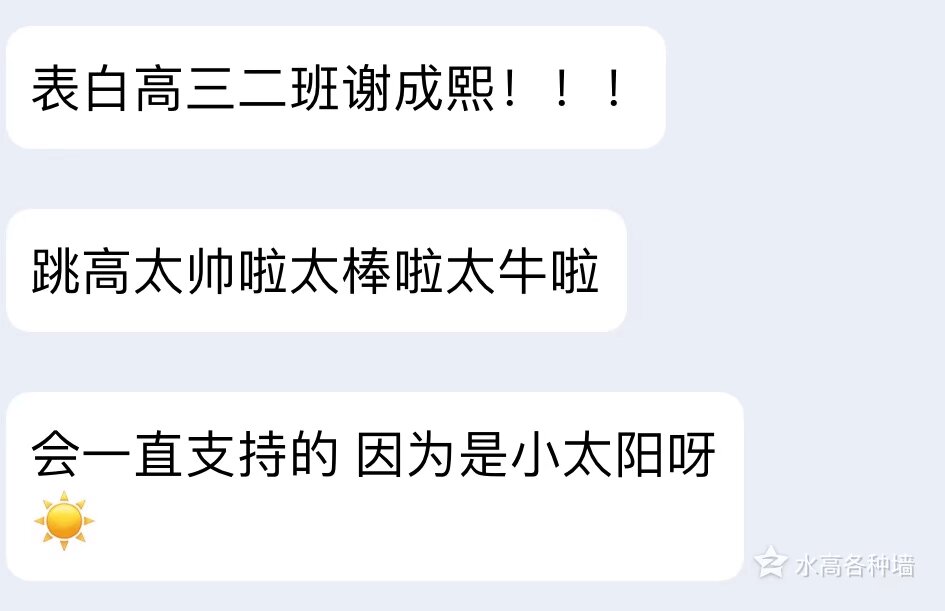 表白高三二班谢成熙！！！
跳高太帅啦太棒啦太牛啦
会一直支持的 因为是小太阳呀
☀️
水高各种墙